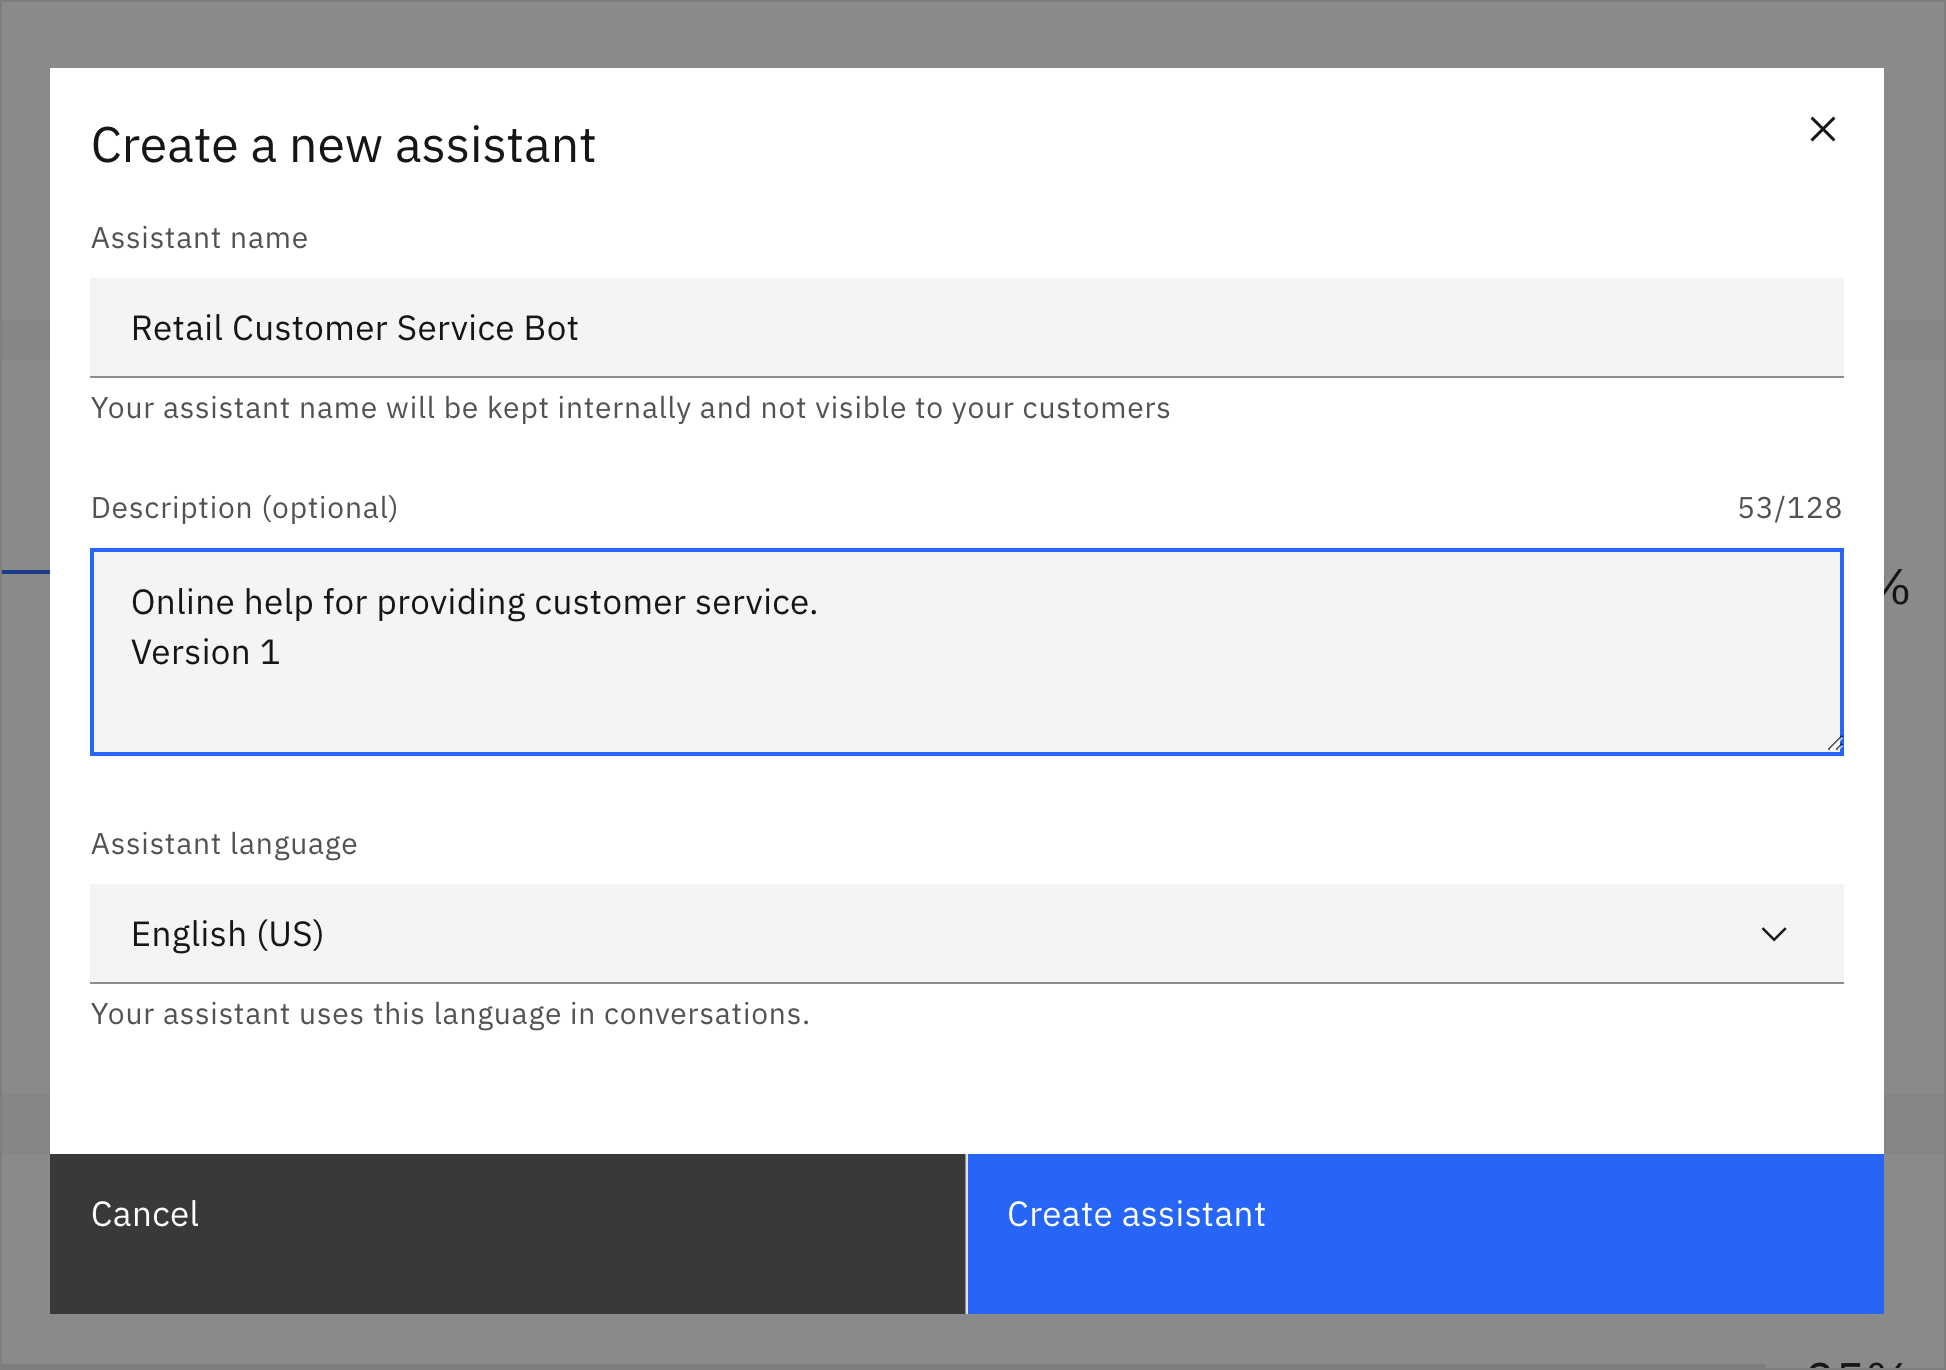 Create a new assistant
Assistant name
Retail Customer Service Bot
Your assistant name will be kept internally and not visible to your customers
Description (optional)
53/128
%
Online help for providing customer service.
Version 1
Assistant language
English (US)
Your assistant uses this language in conversations.
Cancel
Create assistant